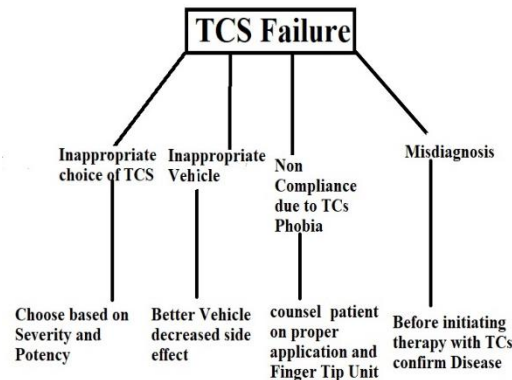 TCS Failure
Inappropriate
choice of TCS
Inappropriate
Vehicle
Non
Compliance
due to TCs
Phobia
Misdiagnosis
Choose based on
Severity and
Potency
Better Vehicle
decreased side
effect
counsel patient
on proper
application and
Finger Tip Unit
Before initiating
therapy with TCs
confirm Disease